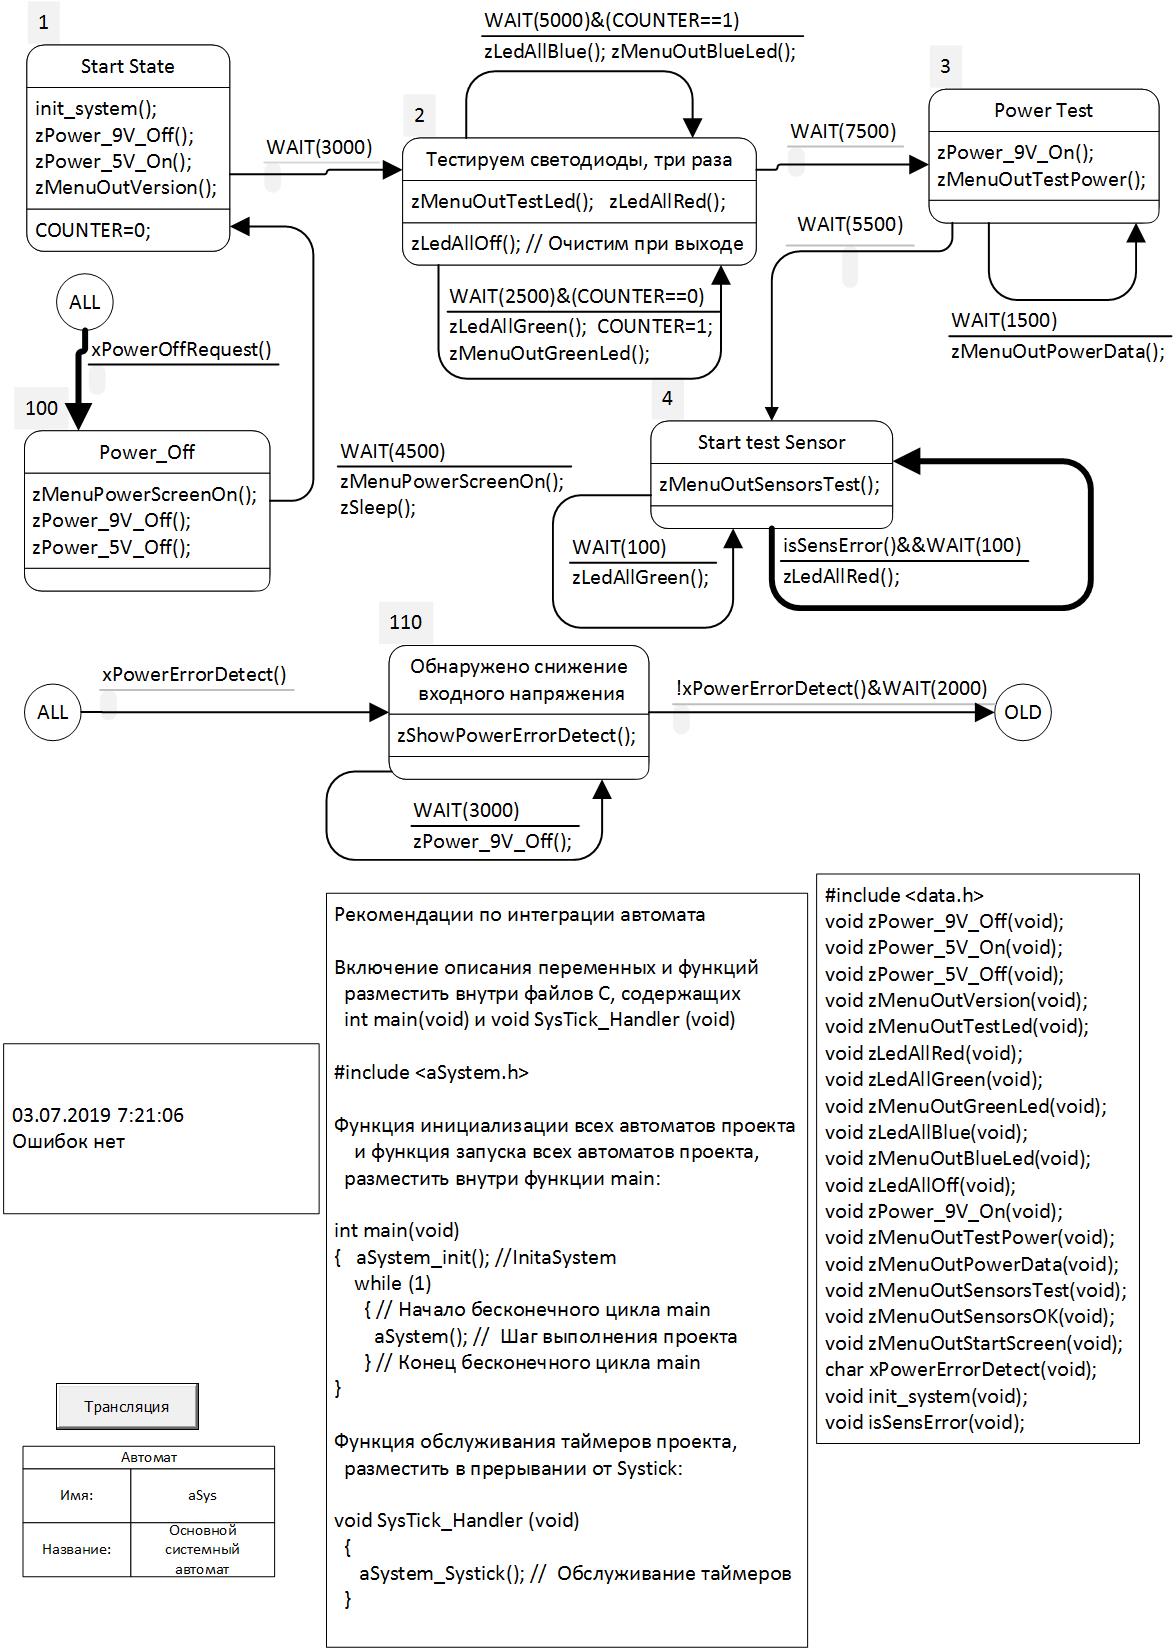 1
Start State
init_system();
zPower_9V_Off();
zPower_5V_On();
zMenuOutVersion();
COUNTER=0;
WAIT(3000)
WAIT(5000)&(COUNTER==1)
zLedAllBlue(); zMenuOutBlueLed();
2
Тестируем светодиоды, три раза
zMenuOutTestLed(); zLedAllRed();
zLedAllOff(); // Очистим при выходе
WAIT(2500)&(COUNTER==0)
zLedAllGreen(); COUNTER=1;
zMenuOutGreenLed();
WAIT(7500)
3
Power Test
zPower_9V_On();
zMenuOutTestPower();
WAIT(5500)
WAIT(1500)
zMenuOutPowerData();
ALL
xPowerOffRequest()
100
Power_Off
zMenuPowerScreenOn();
zPower_9V_Off();
zPower_5V_Off();
WAIT(4500)
zMenuPowerScreenOn();
zSleep();
4
Start test Sensor
zMenuOutSensorsTest();
WAIT(100)
zLedAllGreen();
isSensError()&&WAIT(100)
zLedAllRed();
ALL
xPowerErrorDetect()
110
Обнаружено снижение
входного напряжения
zShowPowerErrorDetect();
!xPowerErrorDetect()&WAIT(2000)
OLD
WAIT(3000)
zPower_9V_Off();
Рекомендации по интеграции автомата
Включение описания переменных и функций
разместить внутри файлов С, содержащих
int main(void) и void SysTick_Handler (void)
#include <aSystem.h>
Функция инициализации всех автоматов проекта
и функция запуска всех автоматов проекта,
разместить внутри функции main:
int main(void)
{ aSystem_init(); //InitaSystem
while (1)
{ // Начало бесконечного цикла main
aSystem(); // Шаг выполнения проекта
} // Конец бесконечного цикла main
}
Функция обслуживания таймеров проекта,
разместить в прерывании от Systick:
void SysTick_Handler (void)
{
aSystem_Systick(); // Обслуживание таймеров
}
#include <data.h>
void zPower_9V_Off(void);
void zPower_5V_On(void);
void zPower_5V_Off(void);
void zMenuOutVersion(void);
void zMenuOutTestLed(void);
void zLedAllRed(void);
void zLedAllGreen(void);
void zMenuOutGreenLed(void);
void zLedAllBlue(void);
void zMenuOutBlueLed(void);
void zLedAllOff(void);
void zPower_9V_On(void);
void zMenuOutTestPower(void);
void zMenuOutPowerData(void);
void zMenuOutSensorsTest(void);
void zMenuOutSensorsOK(void);
void zMenuOutStartScreen(void);
char xPowerErrorDetect(void);
void init_system(void);
void isSensError(void);
03.07.2019 7:21:06
Ошибок нет
Трансляция
Автомат
Имя: aSys
Название: Основной
системный
автомат